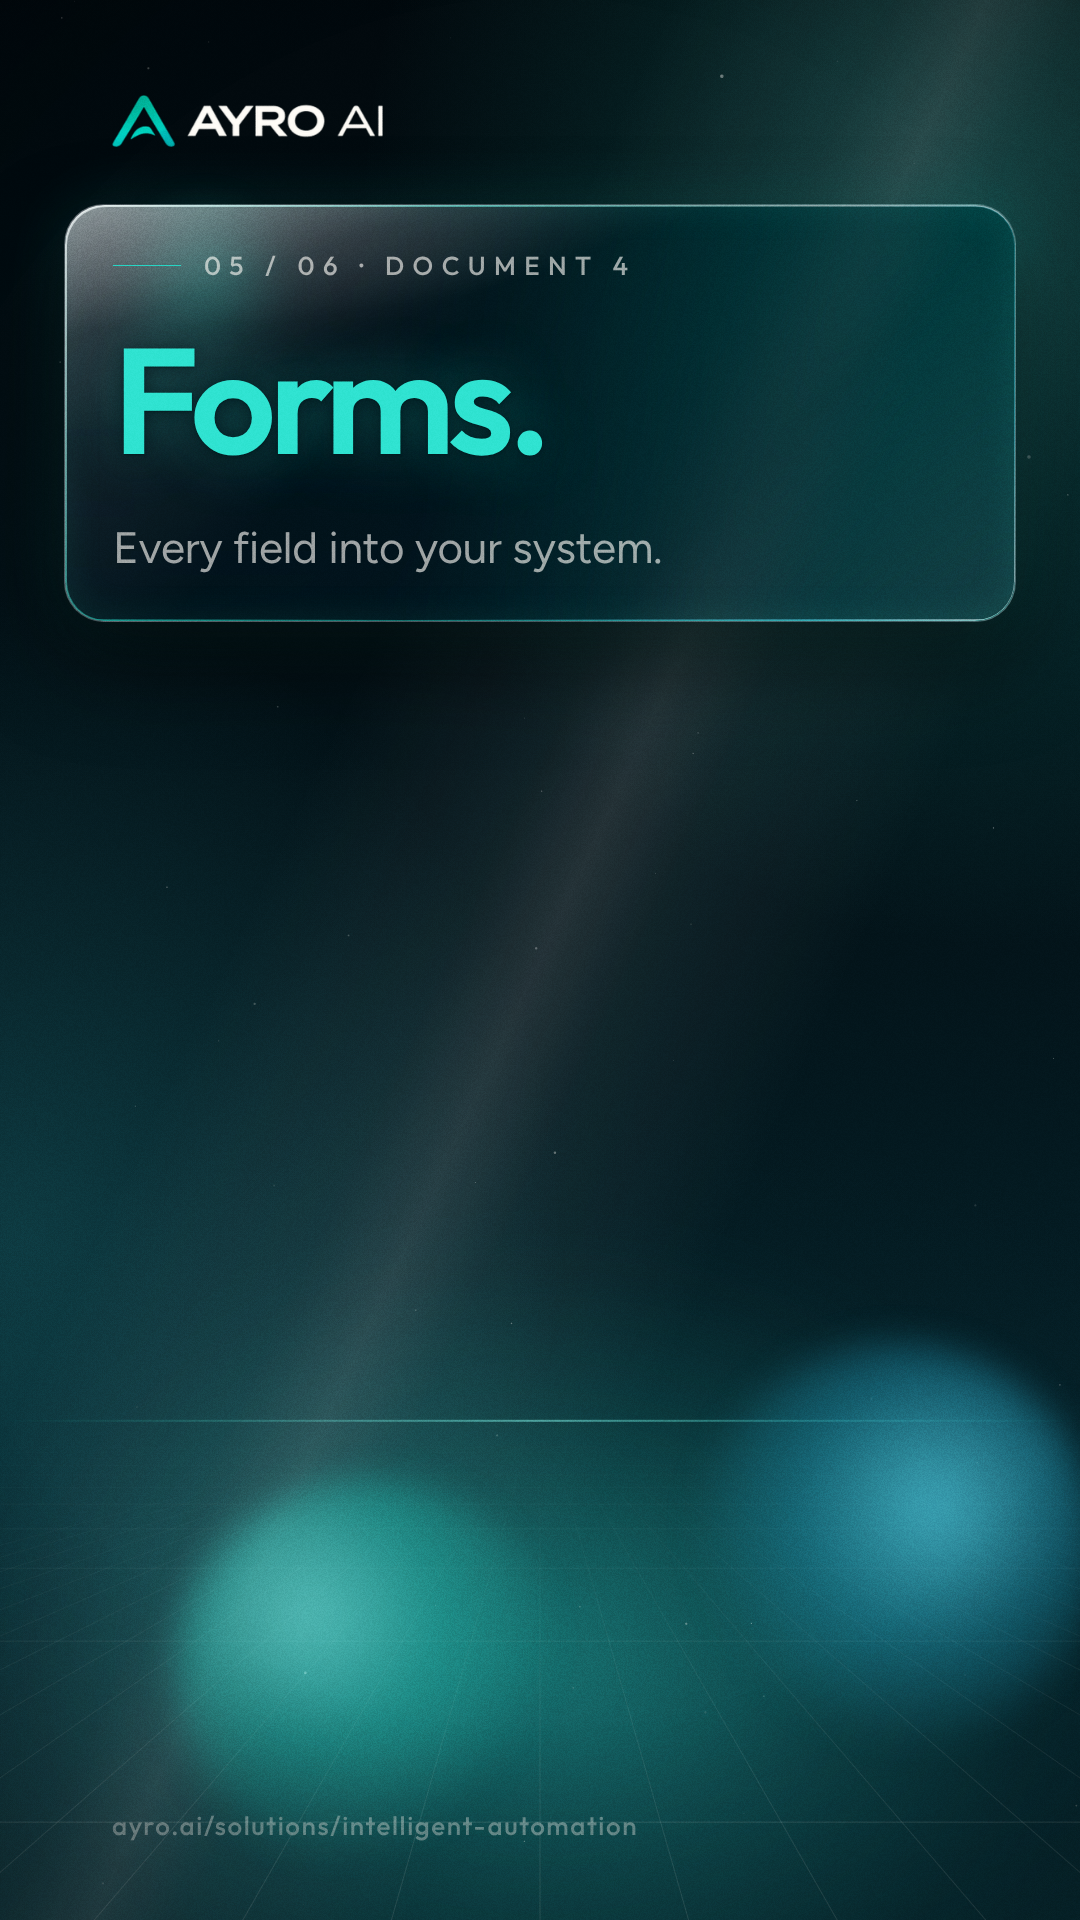 AYRO AI
05 / 06 · DOCUMENT 4
Forms.
Every field into your system.
ayro.ai/solutions/intelligent-automation